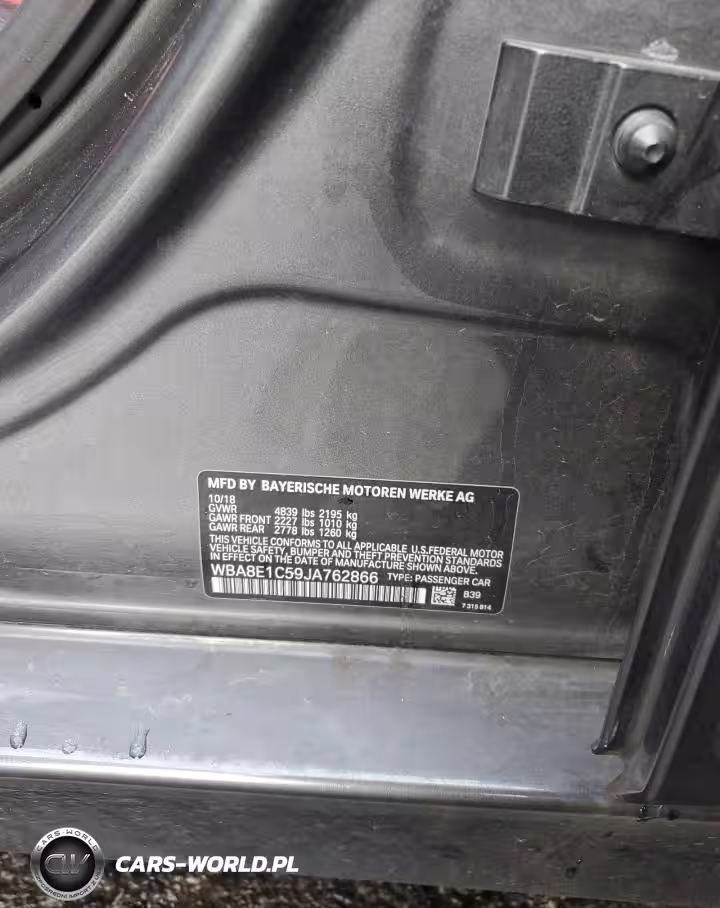 MFD BY BAYERISCHE MOTOREN WERKE AG
10/18
GVWR 4839 lbs 2195 kg
GAWR FRONT 2227 lbs 1010 kg
GAWR REAR 2778 lbs 1260 kg
THIS VEHICLE CONFORMS TO ALL APPLICABLE U.S.FEDERAL MOTOR
VEHICLE SAFETY, BUMPER AND THEFT PREVENTION STANDARDS
IN EFFECT ON THE DATE OF MANUFACTURE SHOWN ABOVE.
WBA8E1C59JA762866 TYPE: PASSENGER CAR
B39
7 315 814
CARS-WORLD
CW
CARS-WORLD.PL